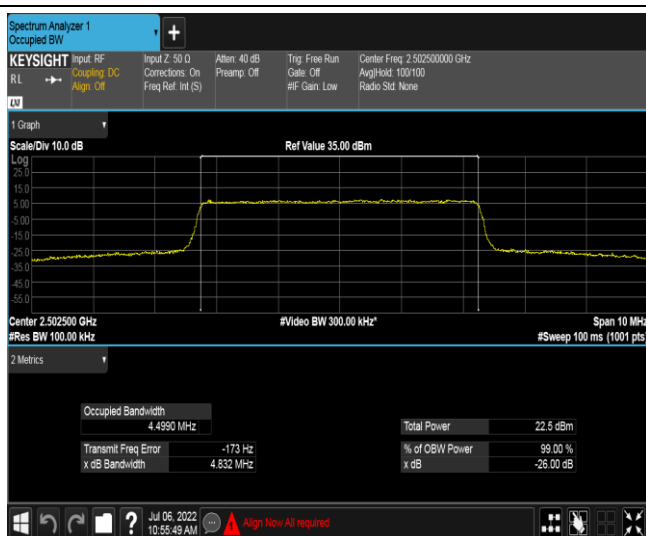 Spectrum Analyzer 1
Occupied BW
+
KEYSIGHT Input: RF Input Z: 50 Ω Atten: 40 dB Trig: Free Run Center Freq: 2.502500000 GHz
RL Coupling: DC Corrections: On Preamp: Off Gate: Off Avg|Hold: 100/100
Align: Off Freq Ref: Int (S) #IF Gain: Low Radio Std: None
LXI
1 Graph
Scale/Div 10.0 dB Ref Value 35.00 dBm
Log
25.0
15.0
5.00
-5.00
-15.0
-25.0
-35.0
-45.0
-55.0
Center 2.502500 GHz #Video BW 300.00 kHz* Span 10 MHz
#Res BW 100.00 kHz #Sweep 100 ms (1001 pts)
2 Metrics
Occupied Bandwidth
4.4990 MHz Total Power 22.5 dBm
Transmit Freq Error -173 Hz % of OBW Power 99.00 %
x dB Bandwidth 4.832 MHz x dB -26.00 dB
? Jul 06, 2022
10:55:49 AM Align Now All required